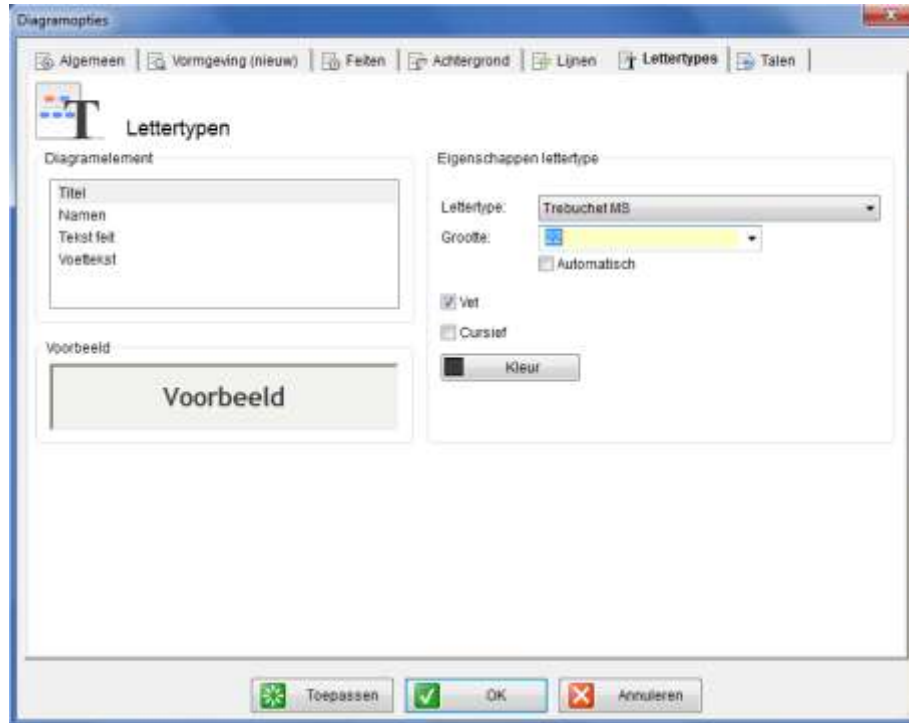 Diagramopties
Algemeen Vormgeving (nieuw) Feiten Achtergrond Lijnen Lettertypes Talen
Lettertypen
Diagramelement
Titel
Namen
Tekst feit
Voettekst
Voorbeeld
Voorbeeld
Eigenschappen lettertype
Lettertype: Trebuchet MS
Grootte: 22
Automatisch
Vet
Cursief
Kleur
Toepassen OK Annuleren